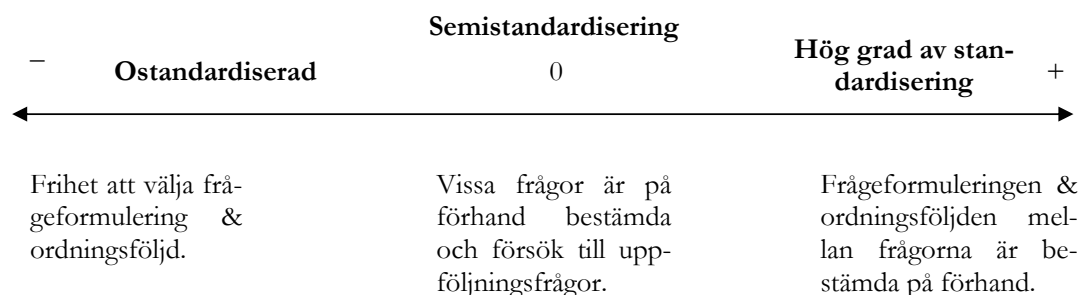 Semistandardisering
Hög grad av stan-
dardisering
– Ostandardiserad 0 +
Frihet att välja frå-
geformulering &
ordningsföljd.
Vissa frågor är på
förhand bestämda
och försök till upp-
följningsfrågor.
Frågeformuleringen &
ordningsföljden mel-
lan frågorna är be-
stämda på förhand.